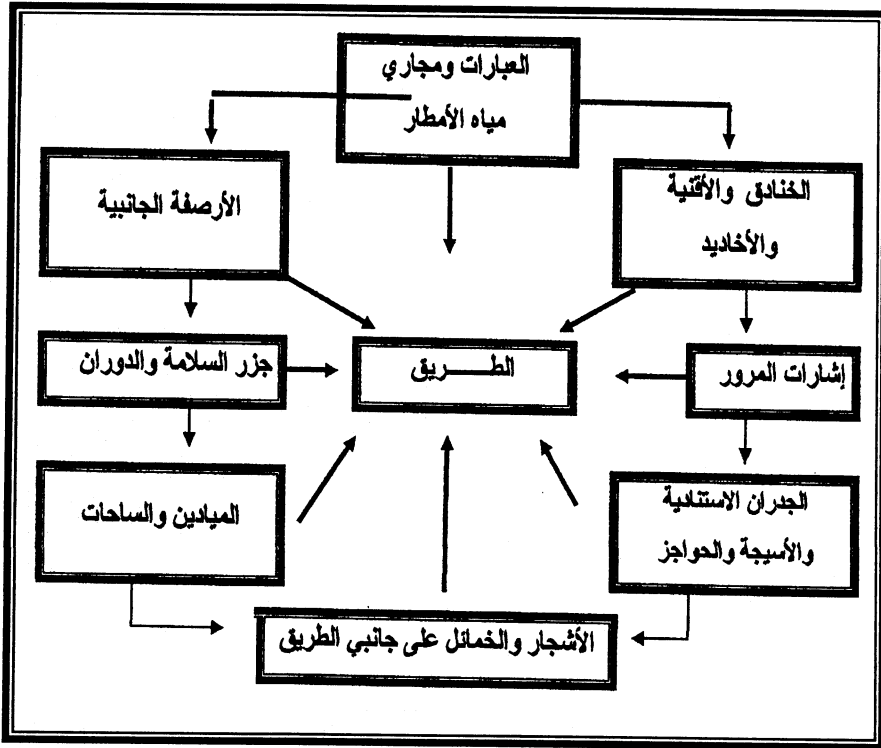 العبارات ومجاري
مياه الأمطار
الخنادق والأقنية
والأخاديد
الأرصفة الجانبية
إشارات المرور
الطـــــريق
جزر السلامة والدوران
الجدران الاستنادية
والأسيجة والحواجز
الميادين والساحات
الأشجار والخمائل على جانبي الطريق